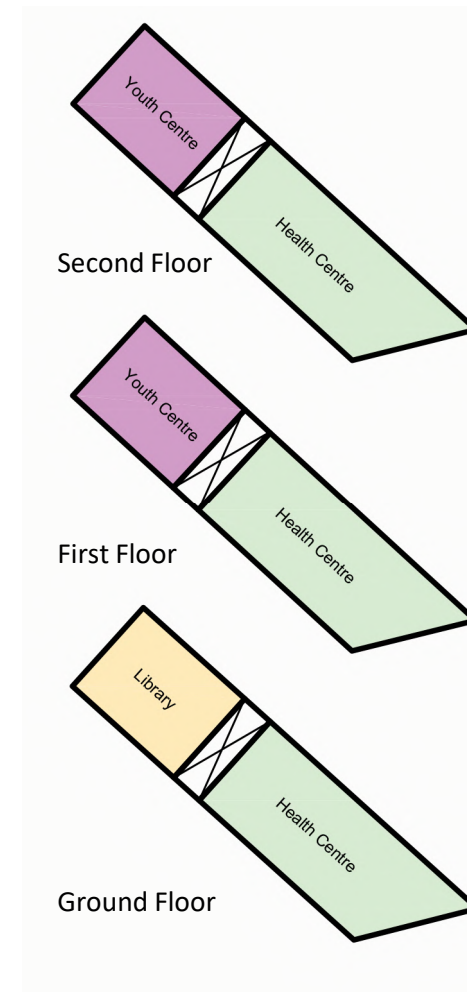 Youth Centre
Health Centre
Second Floor
Youth Centre
Health Centre
First Floor
Library
Health Centre
Ground Floor